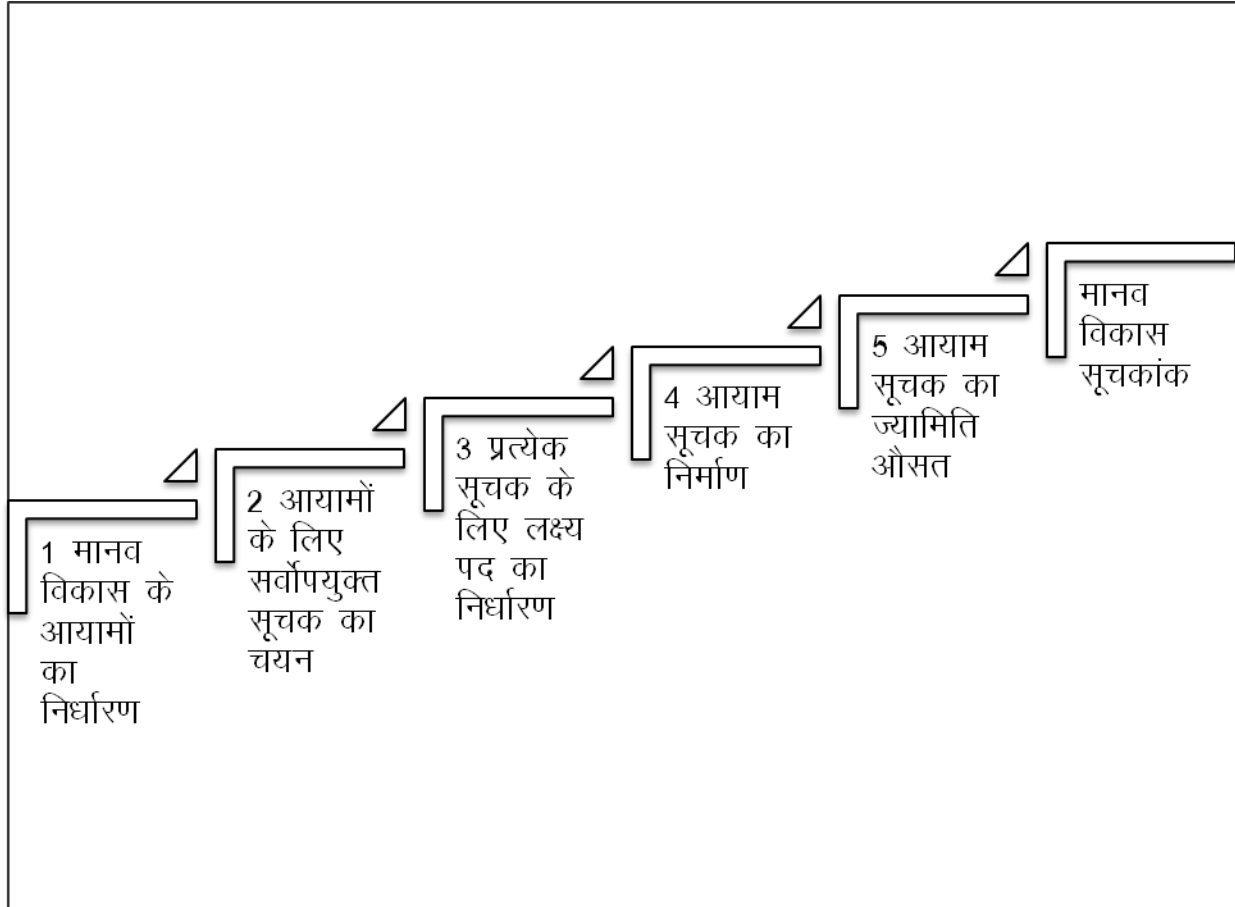 1 मानव
विकास के
आयामों
का
निर्धारण
2 आयामों
के लिए
सर्वोपयुक्त
सूचक का
चयन
3 प्रत्येक
सूचक के
लिए लक्ष्य
पद का
निर्धारण
4 आयाम
सूचक का
निर्माण
5 आयाम
सूचक का
ज्यामिति
औसत
मानव
विकास
सूचकांक